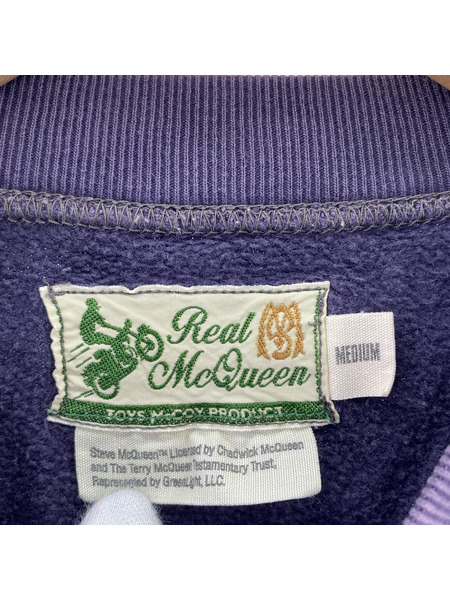 Real
McQueen
MEDIUM
TOYS McCOY PRODUCT
Steve McQueen™ Licensed by Chadwick McQueen
and The Terry McQueen Testamentary Trust,
Represented by GreenLight, LLC.